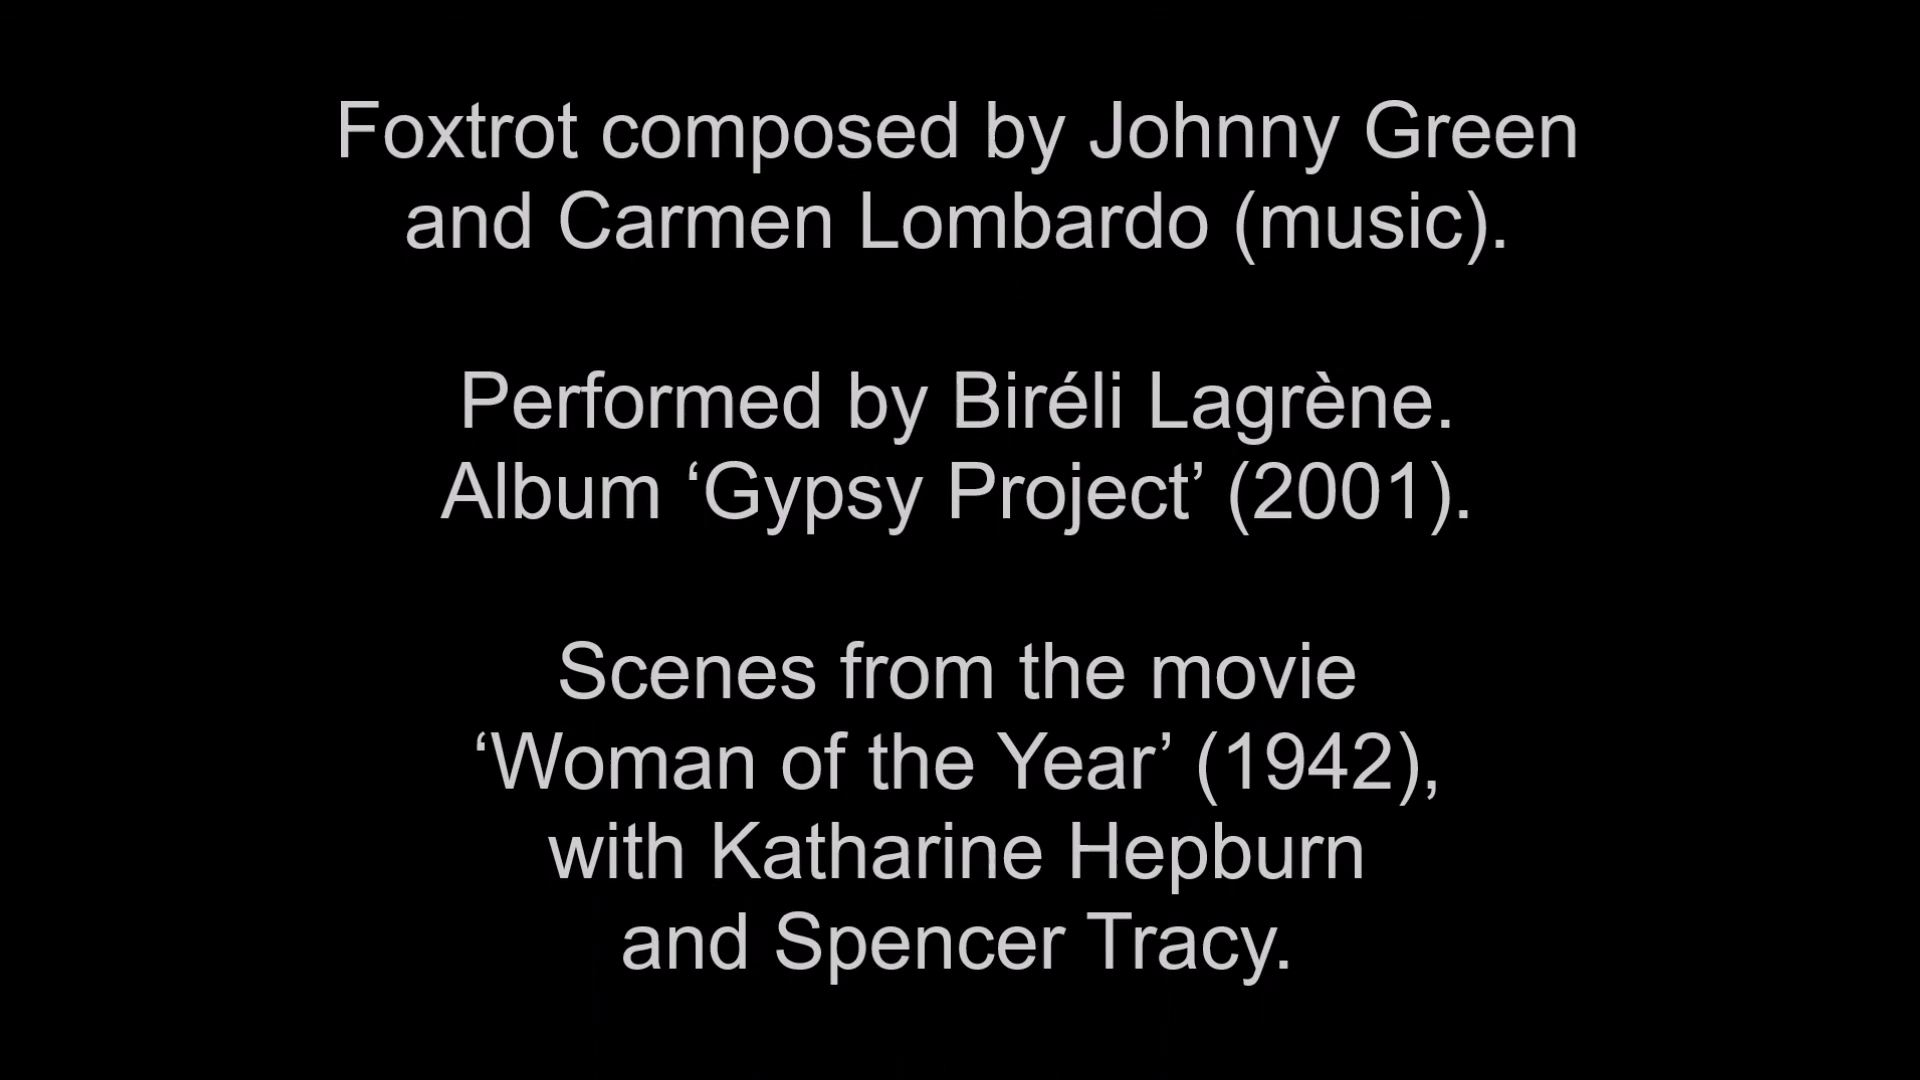 Foxtrot composed by Johnny Green
and Carmen Lombardo (music).
Performed by Biréli Lagrène.
Album ‘Gypsy Project’ (2001).
Scenes from the movie
‘Woman of the Year’ (1942),
with Katharine Hepburn
and Spencer Tracy.